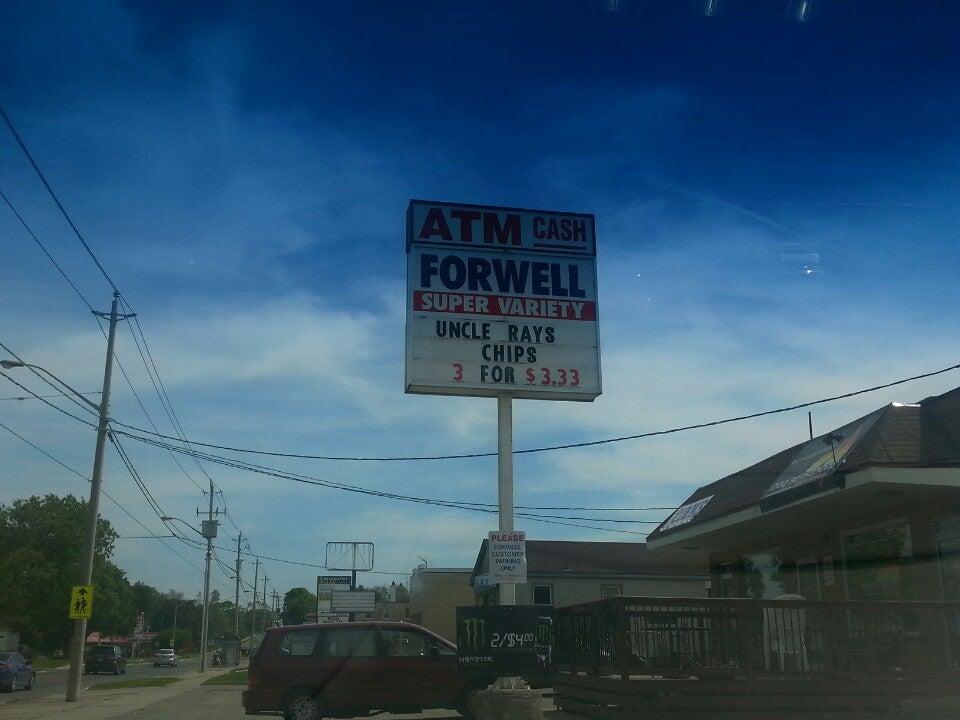 ATM CASH
FORWELL
SUPER VARIETY
UNCLE RAYS
CHIPS
3 FOR $3.33
PLEASE
FORWELL
CUSTOMER
PARKING
ONLY
2/$4.00
MONSTER